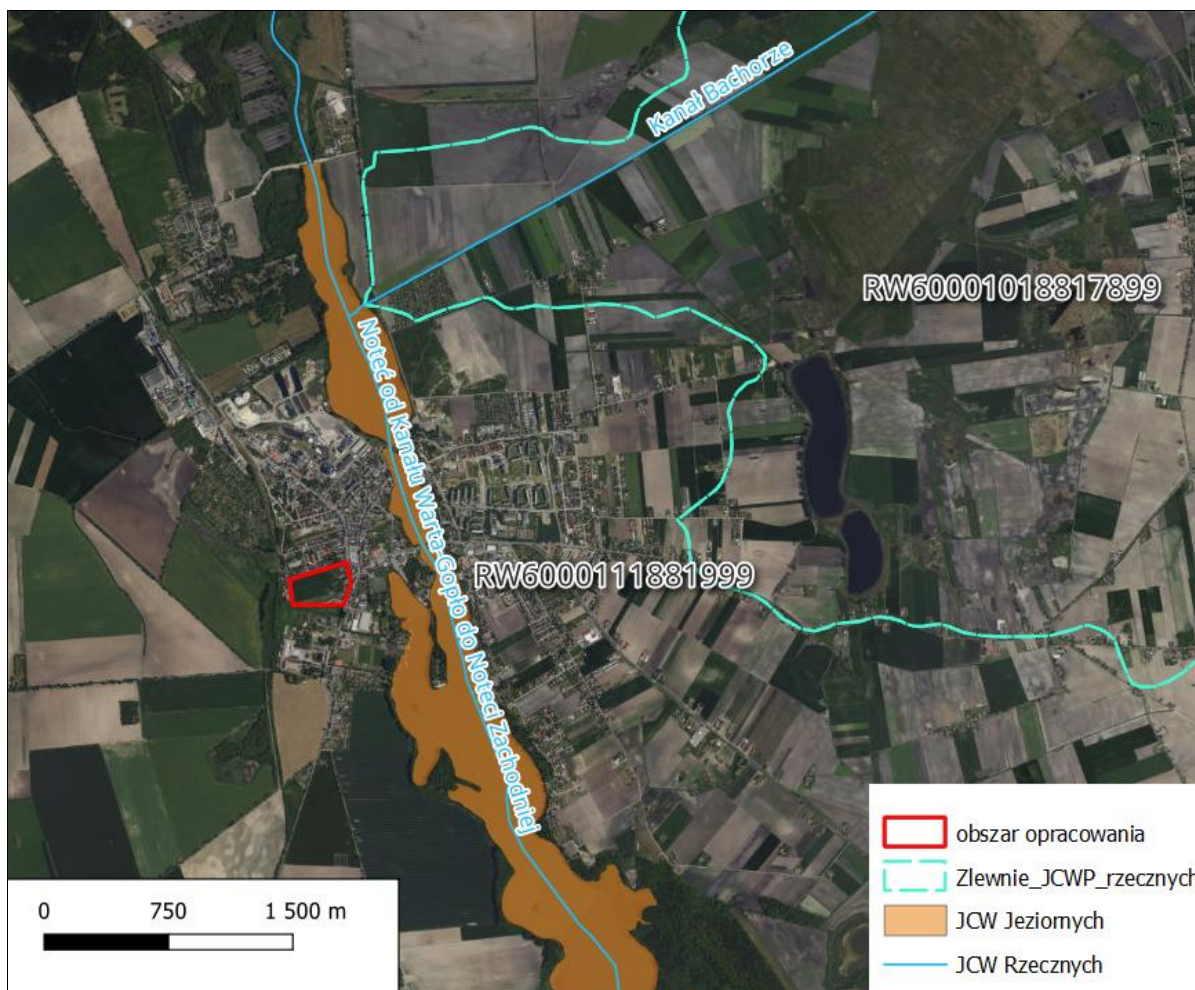 Kanał Bachorze
RW60001018817899
Noteć od Kanału Warta-Gopło do Noteci Zachodniej
RW60001111881999
obszar opracowania
Zlewnie_JCWP_rzecznych
JCW Jeziornych
JCW Rzecznych
0 750 1 500 m